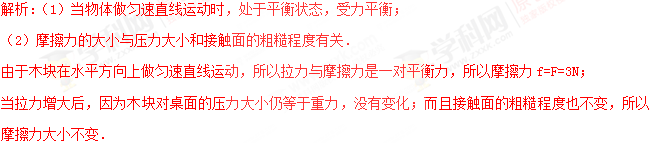 解析：（1）当物体做匀速直线运动时，处于平衡状态，受力平衡；
（2）摩擦力的大小与压力大小和接触面的粗糙程度有关．
由于木块在水平方向上做匀速直线运动，所以拉力与摩擦力是一对平衡力，所以摩擦力 f=F=3N；
当拉力增大后，因为木块对桌面的压力大小仍等于重力，没有变化；而且接触面的粗糙程度也不变，所以
摩擦力大小不变．